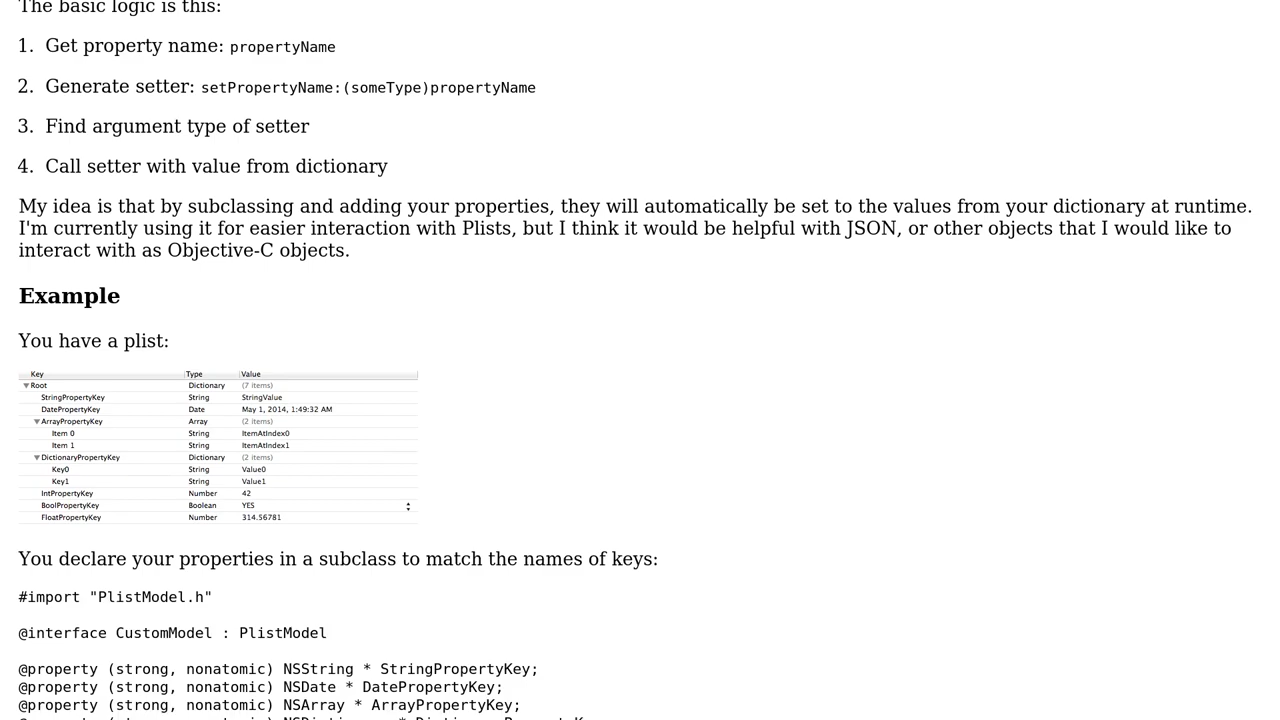 The basic logic is this:
1. Get property name: propertyName
2. Generate setter: setPropertyName:(someType)propertyName
3. Find argument type of setter
4. Call setter with value from dictionary
My idea is that by subclassing and adding your properties, they will automatically be set to the values from your dictionary at runtime.
I'm currently using it for easier interaction with Plists, but I think it would be helpful with JSON, or other objects that I would like to
interact with as Objective-C objects.
Example
You have a plist:
Key Type Value
Root Dictionary (7 items)
StringPropertyKey String StringValue
DatePropertyKey Date May 1, 2014, 1:49:32 AM
ArrayPropertyKey Array (2 items)
Item 0 String ItemAtIndex0
Item 1 String ItemAtIndex1
DictionaryPropertyKey Dictionary (2 items)
Key0 String Value0
Key1 String Value1
IntPropertyKey Number 42
BoolPropertyKey Boolean YES
FloatPropertyKey Number 314.56781
You declare your properties in a subclass to match the names of keys:
#import "PlistModel.h"
@interface CustomModel : PlistModel
@property (strong, nonatomic) NSString * StringPropertyKey;
@property (strong, nonatomic) NSDate * DatePropertyKey;
@property (strong, nonatomic) NSArray * ArrayPropertyKey;